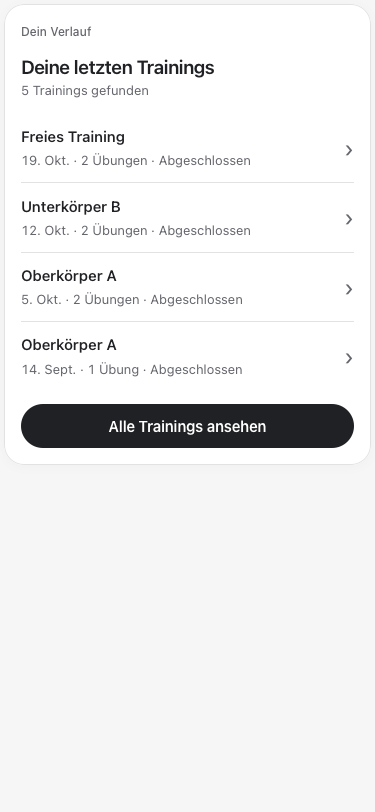 Dein Verlauf
Deine letzten Trainings
5 Trainings gefunden
Freies Training
19. Okt. · 2 Übungen · Abgeschlossen
Unterkörper B
12. Okt. · 2 Übungen · Abgeschlossen
Oberkörper A
5. Okt. · 2 Übungen · Abgeschlossen
Oberkörper A
14. Sept. · 1 Übung · Abgeschlossen
Alle Trainings ansehen